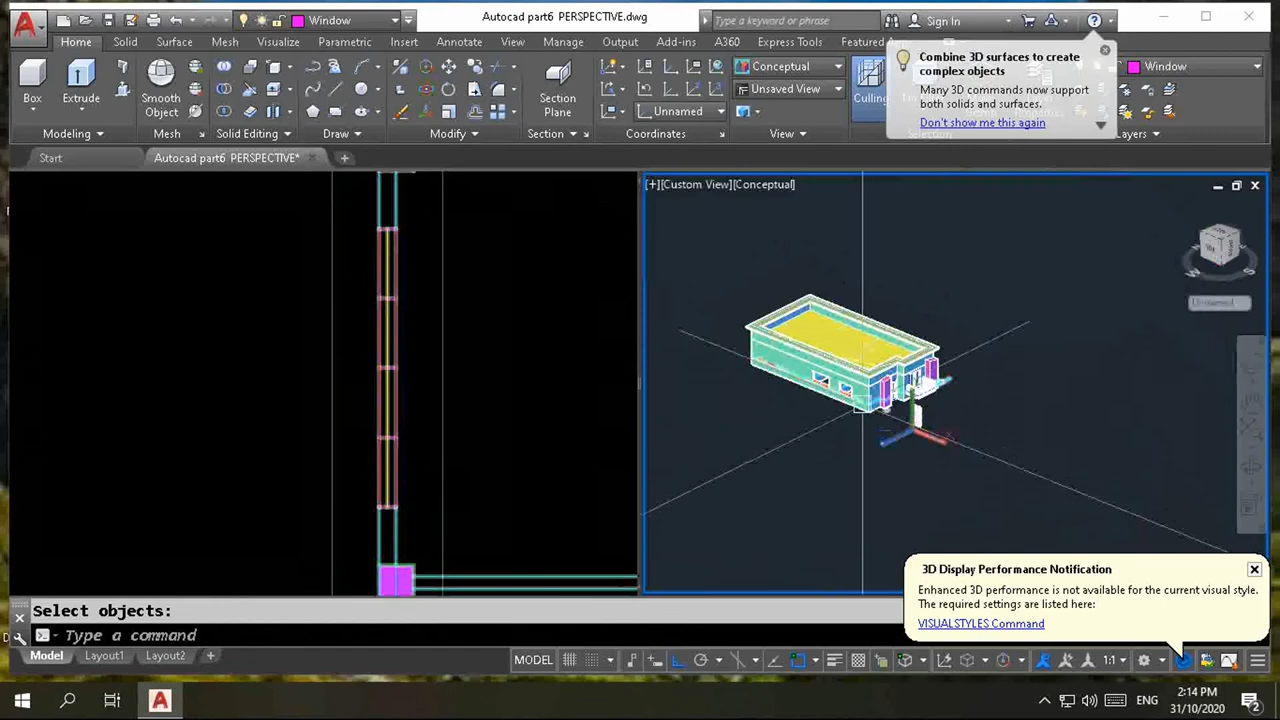 Window
Autocad part6 PERSPECTIVE.dwg
Type a keyword or phrase
Sign In
Home Solid Surface Mesh Visualize Parametric Insert Annotate View Manage Output Add-ins A360 Express Tools Featured
Combine 3D surfaces to create
complex objects
Many 3D commands now support
both solids and surfaces.
Don't show me this again
Box
Extrude
Smooth
Object
Section
Plane
Conceptual
Unsaved View
Unnamed
Culling
Window
Modeling
Mesh
Solid Editing
Draw
Modify
Section
Coordinates
View
Selection
Layers
Start
Autocad part6 PERSPECTIVE*
[+][Custom View][Conceptual]
W
S
Unnamed
3D Display Performance Notification
Enhanced 3D performance is not available for the current visual style.
The required settings are listed here:
VISUALSTYLES Command
Select objects:
Type a command
Model Layout1 Layout2
MODEL
1:1
ENG
2:14 PM
31/10/2020
2